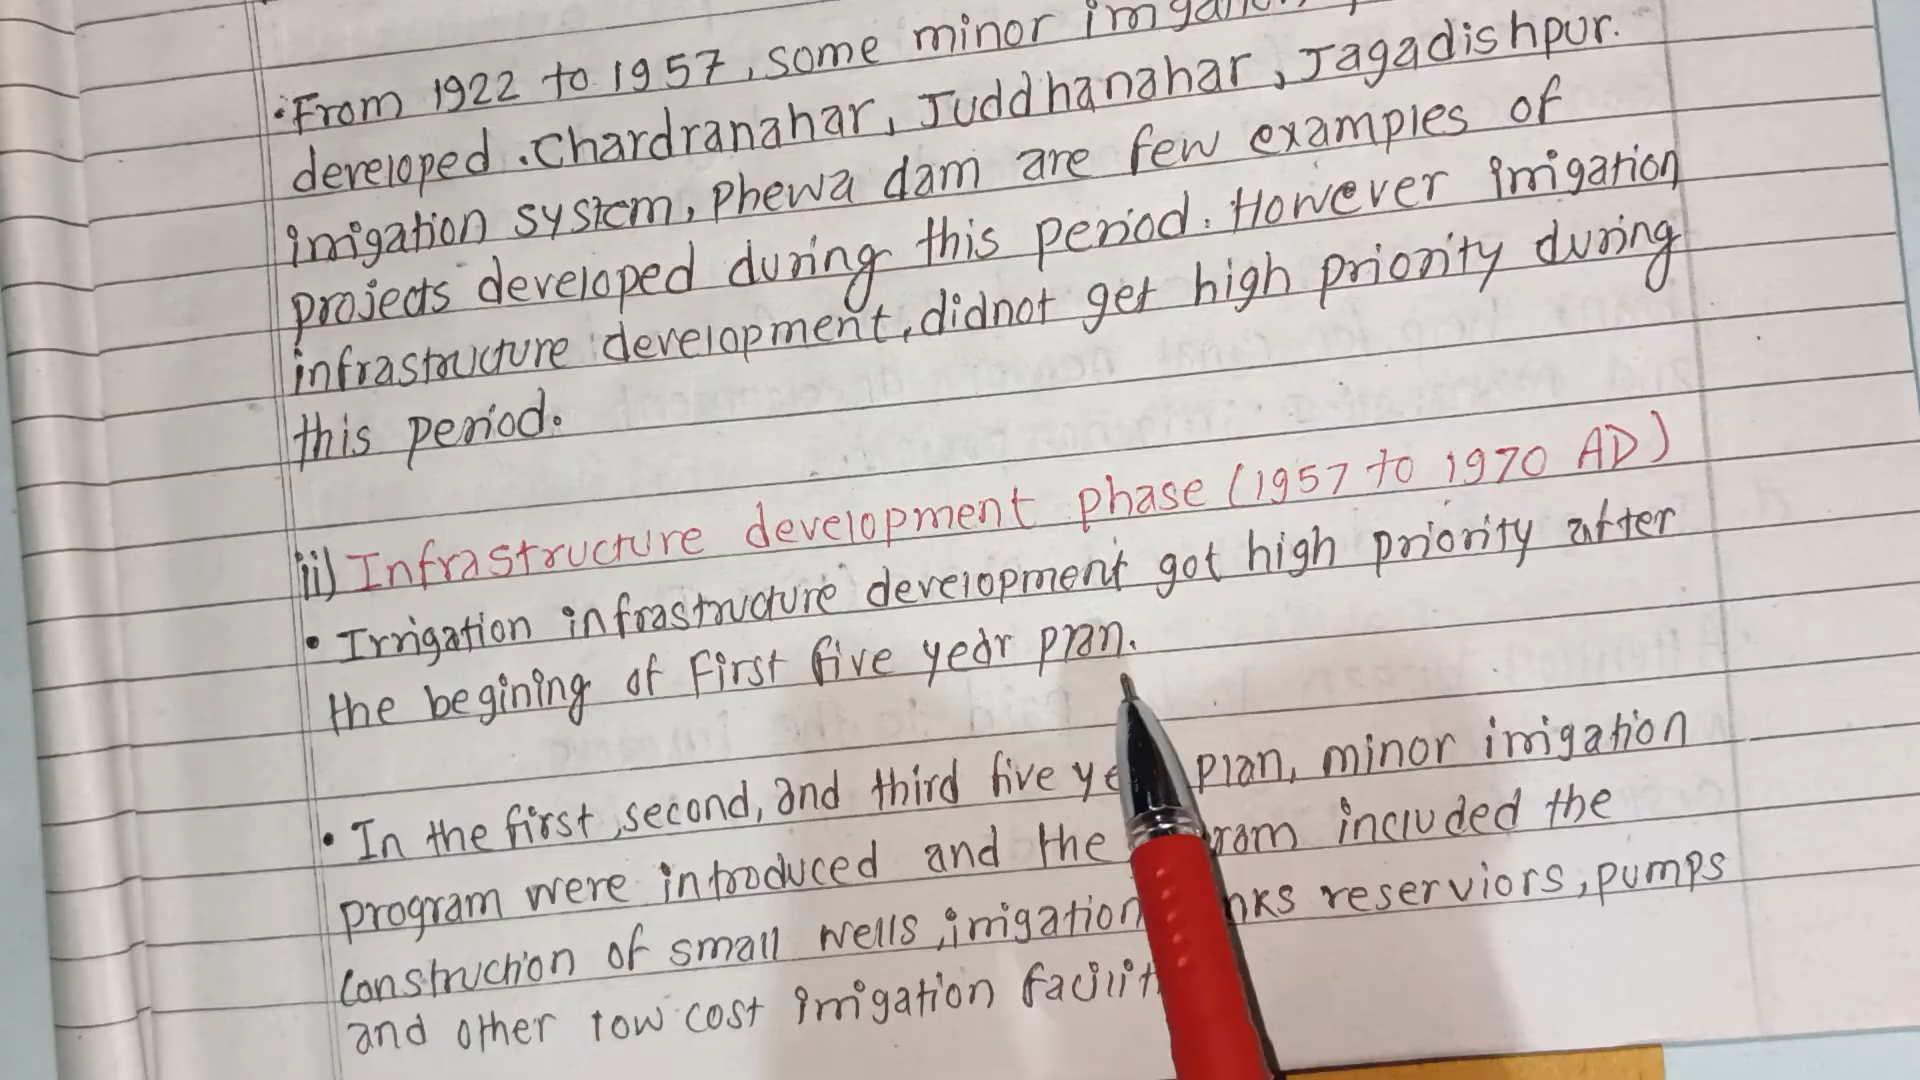 •From 1922 to 1957, some minor irrigation
developed. Chardranahar, Juddhanahar, Jagadishpur.
irrigation system, Phewa dam are few examples of
projects developed during this period. However irrigation
infrastructure development, didnot get high priority during
this period.
ii) Infrastructure development phase (1957 to 1970 AD)
• Irrigation infrastructure development got high priority after
the begining of First five year plan.
• In the first, second, and third five plan, minor irrigation
program were introduced and the included the
construction of small wells, irrigation reserviors, pumps
and other low cost irrigation